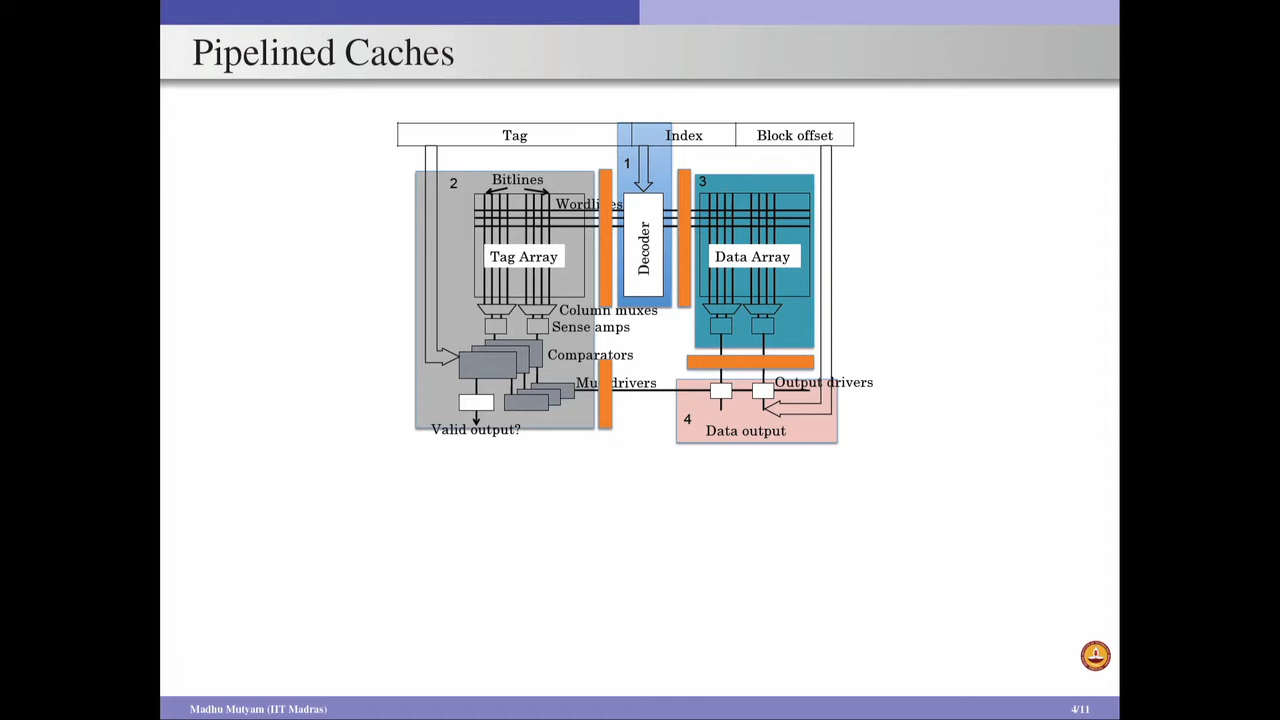 Pipelined Caches
Tag Index Block offset
1
2 Bitlines 3
Wordlines
Decoder
Tag Array Data Array
Column muxes
Sense amps
Comparators
Mux drivers Output drivers
4
Valid output? Data output
Madhu Mutyam (IIT Madras) 4/11